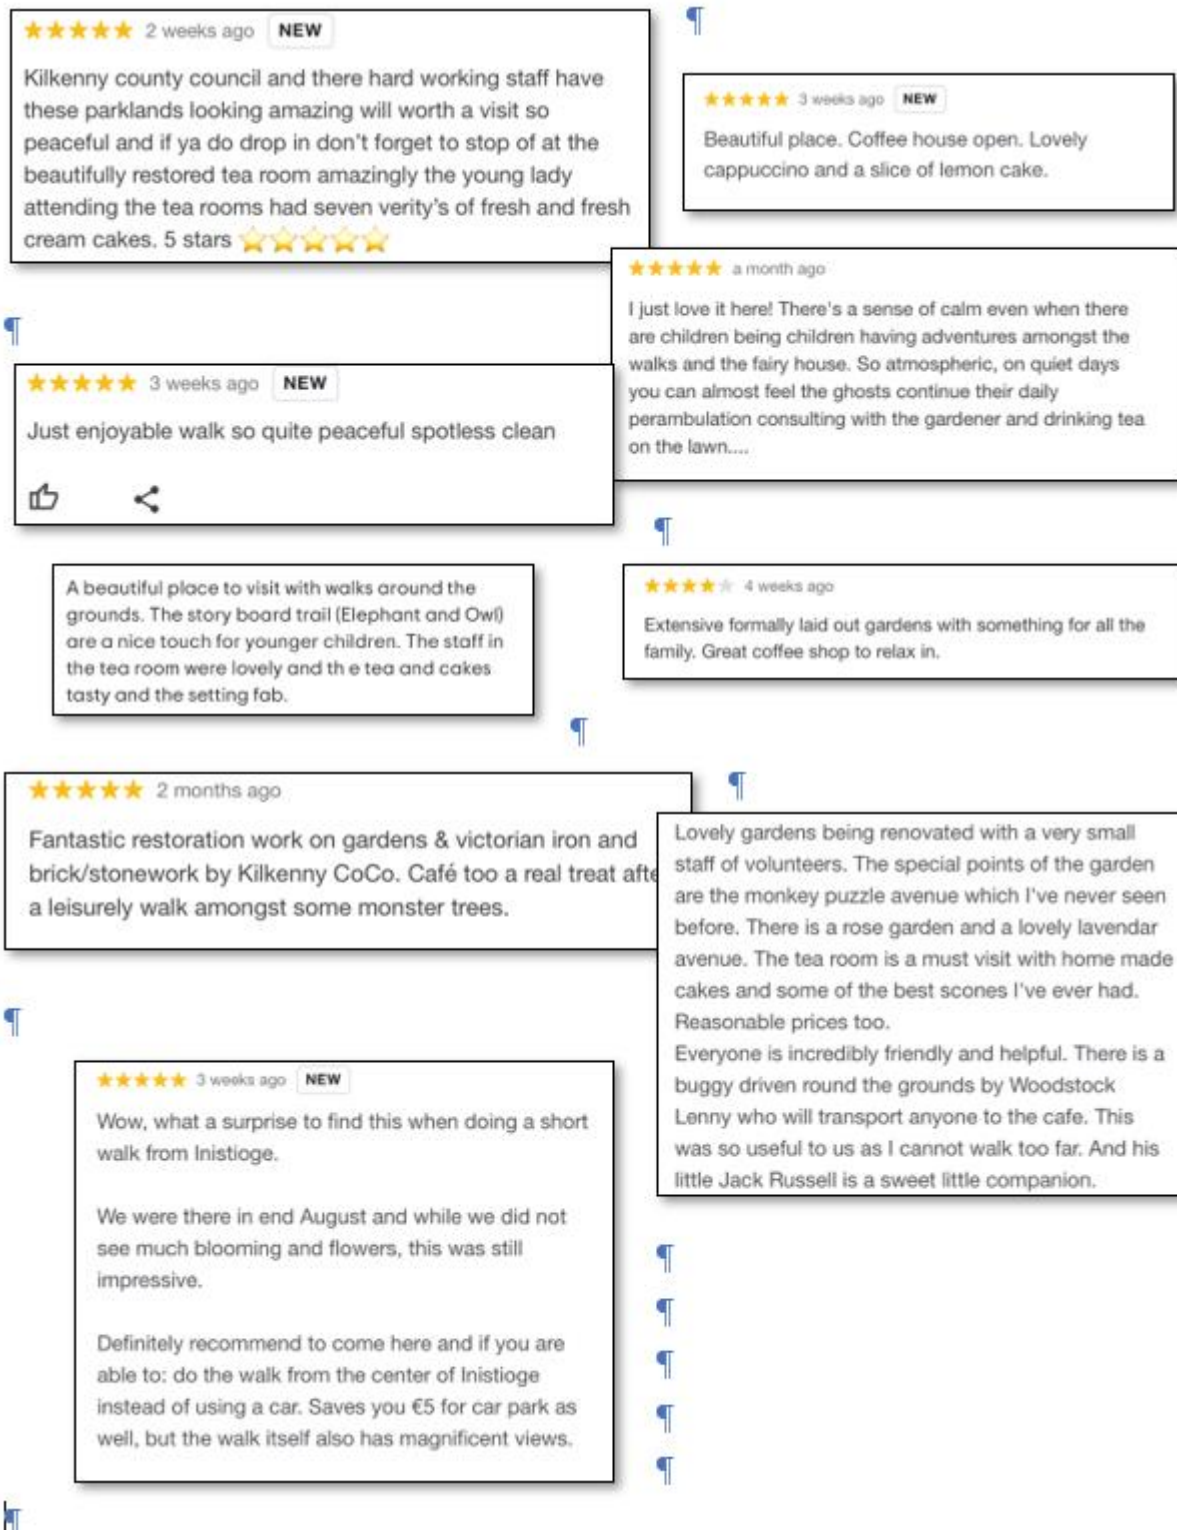 2 weeks ago NEW
Kilkenny county council and there hard working staff have
these parklands looking amazing will worth a visit so
peaceful and if ya do drop in don't forget to stop of at the
beautifully restored tea room amazingly the young lady
attending the tea rooms had seven verity's of fresh and fresh
cream cakes. 5 stars ⭐⭐⭐⭐⭐
¶
3 weeks ago NEW
Beautiful place. Coffee house open. Lovely
cappuccino and a slice of lemon cake.
a month ago
I just love it here! There's a sense of calm even when there
are children being children having adventures amongst the
walks and the fairy house. So atmospheric, on quiet days
you can almost feel the ghosts continue their daily
perambulation consulting with the gardener and drinking tea
on the lawn....
¶
3 weeks ago NEW
Just enjoyable walk so quite peaceful spotless clean
¶
A beautiful place to visit with walks around the
grounds. The story board trail (Elephant and Owl)
are a nice touch for younger children. The staff in
the tea room were lovely and th e tea and cakes
tasty and the setting fab.
4 weeks ago
Extensive formally laid out gardens with something for all the
family. Great coffee shop to relax in.
¶
2 months ago
Fantastic restoration work on gardens & victorian iron and
brick/stonework by Kilkenny CoCo. Café too a real treat afte
a leisurely walk amongst some monster trees.
¶
Lovely gardens being renovated with a very small
staff of volunteers. The special points of the garden
are the monkey puzzle avenue which I've never seen
before. There is a rose garden and a lovely lavendar
avenue. The tea room is a must visit with home made
cakes and some of the best scones I've ever had.
Reasonable prices too.
Everyone is incredibly friendly and helpful. There is a
buggy driven round the grounds by Woodstock
Lenny who will transport anyone to the cafe. This
was so useful to us as I cannot walk too far. And his
little Jack Russell is a sweet little companion.
¶
3 weeks ago NEW
Wow, what a surprise to find this when doing a short
walk from Inistioge.
We were there in end August and while we did not
see much blooming and flowers, this was still
impressive.
Definitely recommend to come here and if you are
able to: do the walk from the center of Inistioge
instead of using a car. Saves you €5 for car park as
well, but the walk itself also has magnificent views.
¶
¶
¶
¶
¶
¶